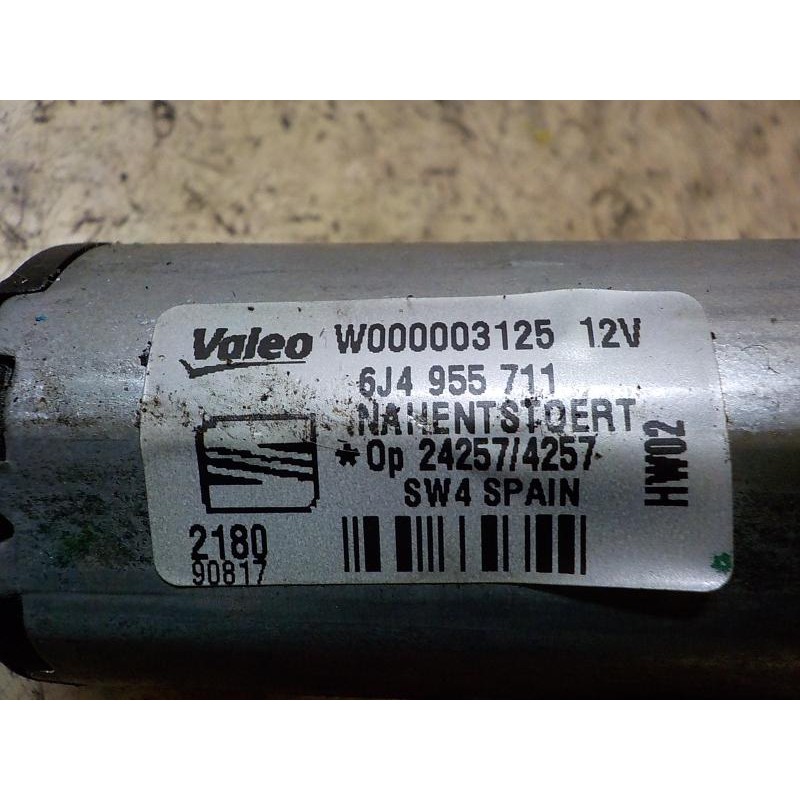 Valeo W000003125 12V
6J4 955 711
NAHENTSTOERT
*Op 24257/4257
SW4 SPAIN
HW02
2180
90817